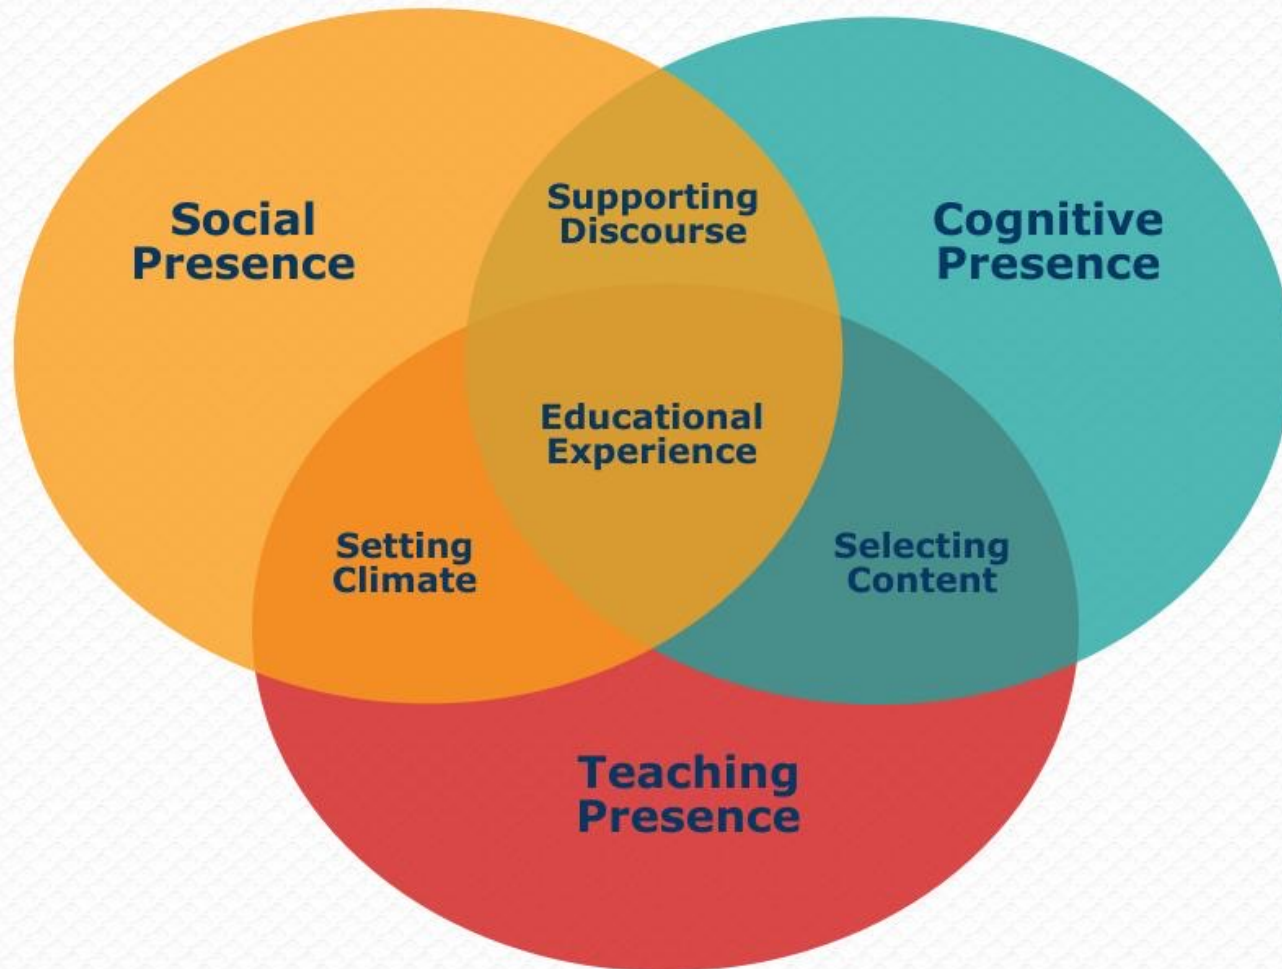 Social
Presence
Supporting
Discourse
Cognitive
Presence
Educational
Experience
Setting
Climate
Selecting
Content
Teaching
Presence